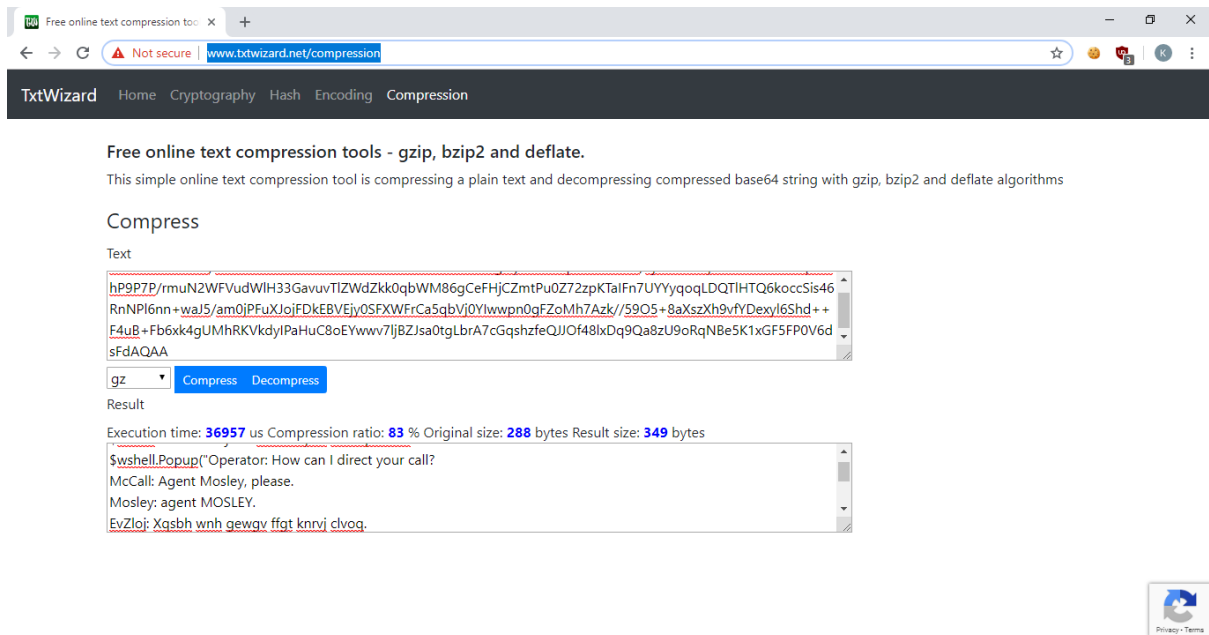 Free online text compression too
Not secure | www.txtwizard.net/compression
3
K
TxtWizard Home Cryptography Hash Encoding Compression
Free online text compression tools - gzip, bzip2 and deflate.
This simple online text compression tool is compressing a plain text and decompressing compressed base64 string with gzip, bzip2 and deflate algorithms
Compress
Text
hP9P7P/rmuN2WFVudWlH33GavuvTlZWdZkk0qbWM86gCeFHjCZmtPu0Z72zpKTaIFn7UYYyqoqLDQTlHTQ6koccSis46
RnNPl6nn+waJ5/am0jPFuXJojFDkEBVEjy0SFXWFrCa5qbVj0YIwwpn0gFZoMh7Azk//59O5+8aXszXh9vfYDexyl6Shd++
F4uB+Fb6xk4gUMhRKVkdyIPaHuC8oEYwwv7ljBZJsa0tgLbrA7cGqshzfeQJJOf48lxDq9Qa8zU9oRqNBe5K1xGF5FP0V6d
sFdAQAA
gz Compress Decompress
Result
Execution time: 36957 us Compression ratio: 83 % Original size: 288 bytes Result size: 349 bytes
$wshell.Popup("Operator: How can I direct your call?
McCall: Agent Mosley, please.
Mosley: agent MOSLEY.
EvZloj: Xqsbh wnh gewgv ffgt knrvj clvoq.
Privacy - Terms